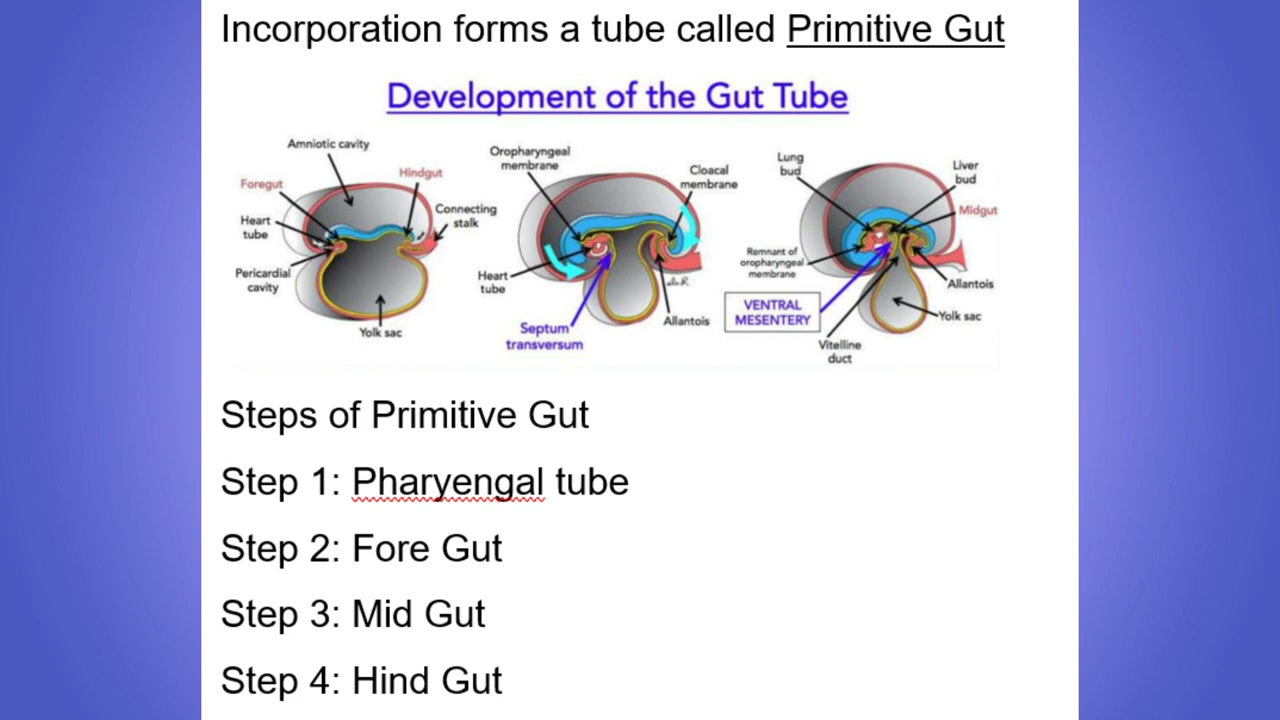 Incorporation forms a tube called Primitive Gut
Development of the Gut Tube
Amniotic cavity
Foregut
Hindgut
Heart
tube
Connecting
stalk
Pericardial
cavity
Yolk sac
Oropharyngeal
membrane
Cloacal
membrane
Heart
tube
Septum
transversum
Allantois
Lung
bud
Liver
bud
Midgut
Remnant of
oropharyngeal
membrane
Allantois
VENTRAL
MESENTERY
Yolk sac
Vitelline
duct
Steps of Primitive Gut
Step 1: Pharyengal tube
Step 2: Fore Gut
Step 3: Mid Gut
Step 4: Hind Gut